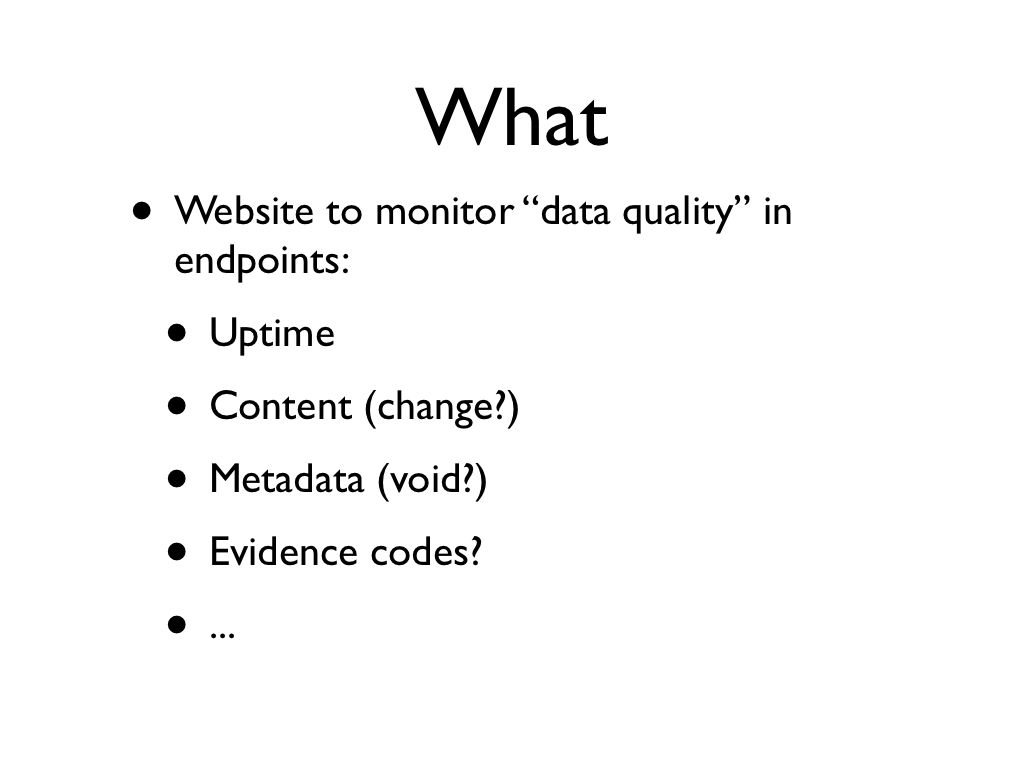 What
• Website to monitor “data quality” in
endpoints:
• Uptime
• Content (change?)
• Metadata (void?)
• Evidence codes?
• ...